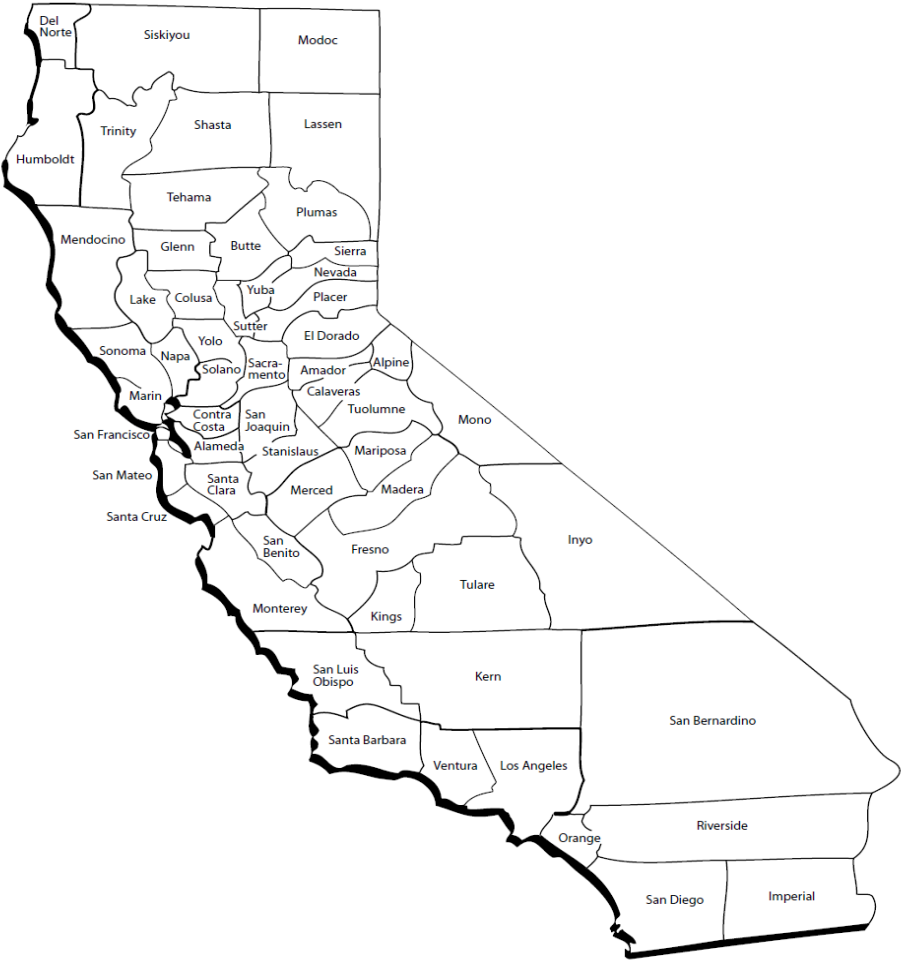 Del
Norte
Siskiyou
Modoc
Trinity
Shasta
Lassen
Humboldt
Tehama
Plumas
Mendocino
Glenn
Butte
Sierra
Nevada
Lake
Colusa
Yuba
Placer
Sutter
El Dorado
Sonoma
Napa
Yolo
Solano
Sacra-
mento
Amador
Alpine
Marin
Calaveras
Contra
Costa
San
Joaquin
Tuolumne
Mono
San Francisco
Alameda
Stanislaus
Mariposa
San Mateo
Santa
Clara
Merced
Madera
Santa Cruz
San
Benito
Fresno
Inyo
Monterey
Kings
Tulare
San Luis
Obispo
Kern
San Bernardino
Santa Barbara
Ventura
Los Angeles
Orange
Riverside
San Diego
Imperial